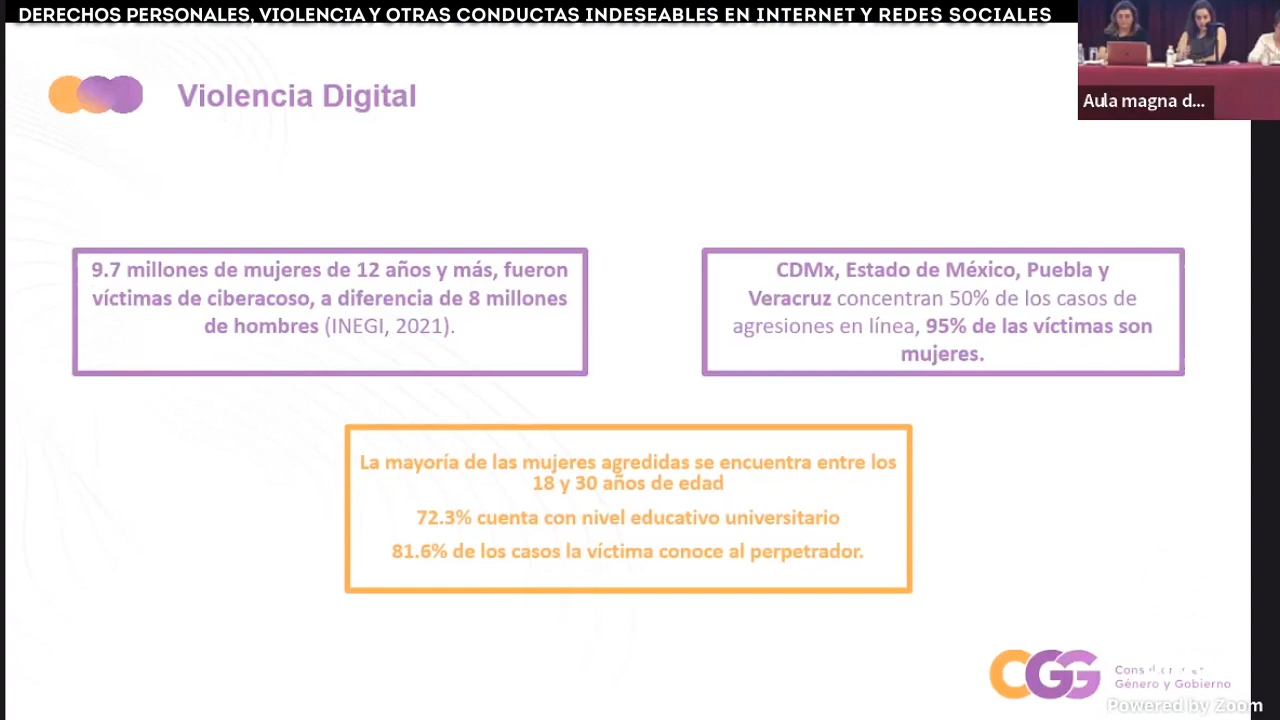 DERECHOS PERSONALES, VIOLENCIA Y OTRAS CONDUCTAS INDESEABLES EN INTERNET Y REDES SOCIALES
Aula magna d...
Violencia Digital
9.7 millones de mujeres de 12 años y más, fueron
víctimas de ciberacoso, a diferencia de 8 millones
de hombres (INEGI, 2021).
CDMx, Estado de México, Puebla y
Veracruz concentran 50% de los casos de
agresiones en línea, 95% de las víctimas son
mujeres.
La mayoría de las mujeres agredidas se encuentra entre los
18 y 30 años de edad
72.3% cuenta con nivel educativo universitario
81.6% de los casos la víctima conoce al perpetrador.
CGG
Género y Gobierno
Powered by Zoom